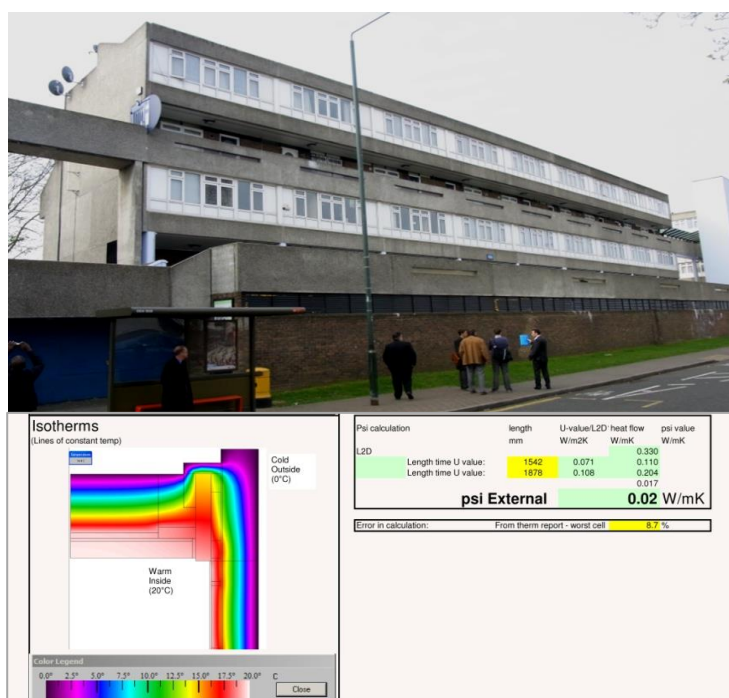 Isotherms
(Lines of constant temp)
Cold
Outside
(0°C)
Warm
Inside
(20°C)
Color Legend
0.0° 2.5° 5.0° 7.5° 10.0° 12.5° 15.0° 17.5° 20.0° C
Close
Psi calculation length U-value/L2D heat flow psi value
mm W/m2K W/mK W/mK
L2D 0.330
Length time U value: 1542 0.071 0.110
Length time U value: 1878 0.108 0.204
0.017
psi External 0.02 W/mK
Error in calculation: From therm report - worst cell 8.7 %